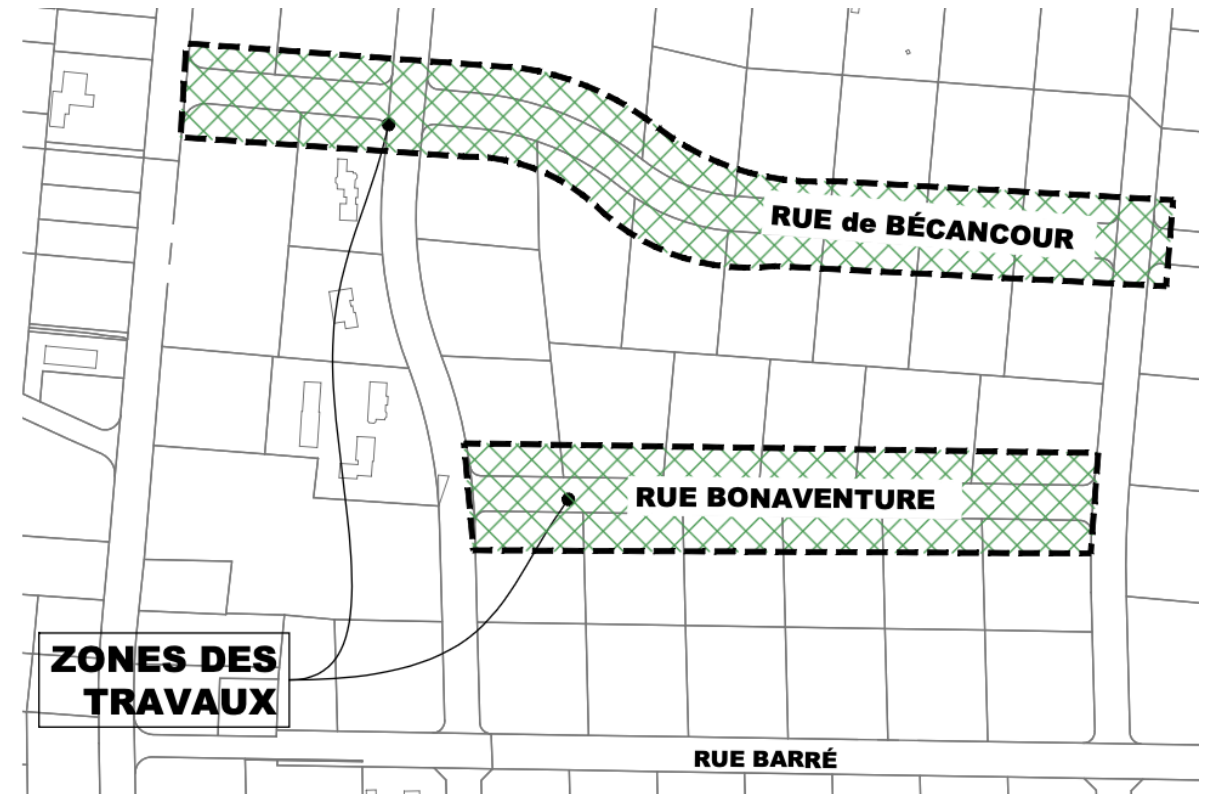 RUE de BÉCANCOUR
RUE BONAVENTURE
ZONES DES
TRAVAUX
RUE BARRÉ